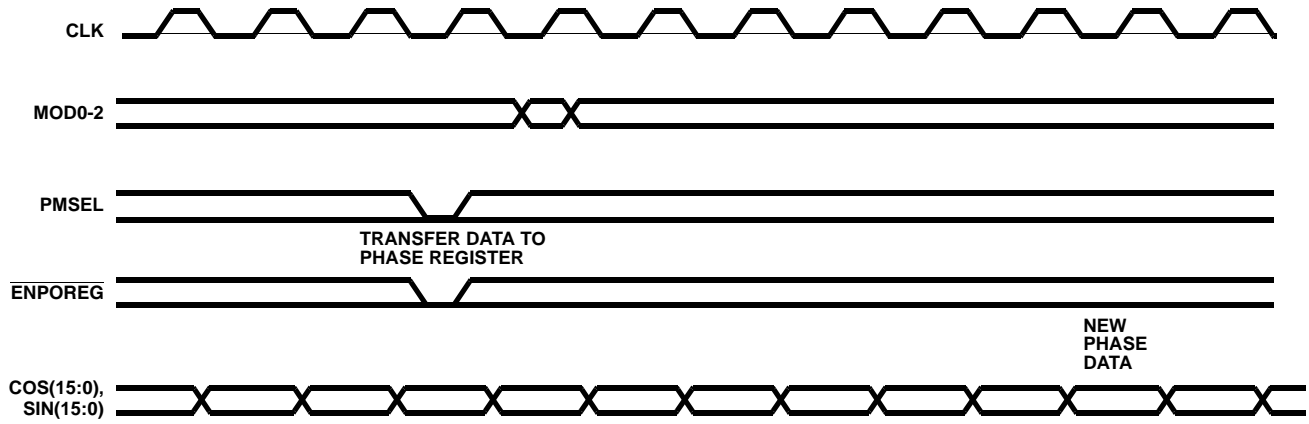 CLK
MOD0-2
PMSEL
TRANSFER DATA TO
PHASE REGISTER
ENPOREG
NEW
PHASE
DATA
COS(15:0),
SIN(15:0)